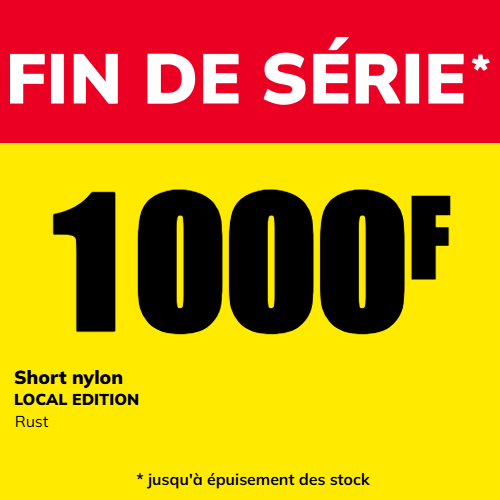 FIN DE SÉRIE*
1000F
Short nylon
LOCAL EDITION
Rust
* jusqu'à épuisement des stock